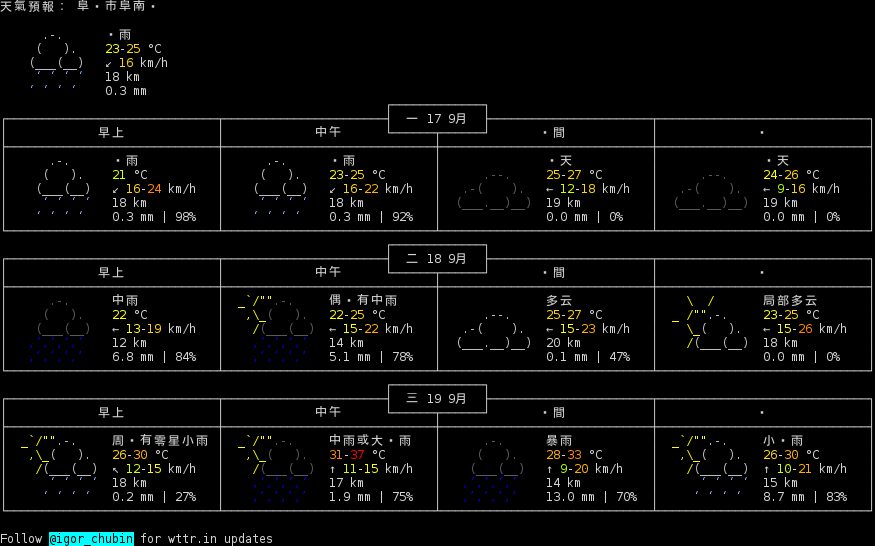 天氣預報： 阜・市阜南・
・雨
23-25 °C
↙ 16 km/h
18 km
0.3 mm
一 17 9月
早上 中午 ・間 ・
・雨 ・雨 ・天 ・天
21 °C 23-25 °C 25-27 °C 24-26 °C
↙ 16-24 km/h ↙ 16-22 km/h ← 12-18 km/h ← 9-16 km/h
18 km 18 km 19 km 19 km
0.3 mm | 98% 0.3 mm | 92% 0.0 mm | 0% 0.0 mm | 0%
二 18 9月
早上 中午 ・間 ・
中雨 偶・有中雨 多云 局部多云
22 °C 22-25 °C 25-27 °C 23-25 °C
← 13-19 km/h ← 15-22 km/h ← 15-23 km/h ← 15-26 km/h
12 km 14 km 20 km 18 km
6.8 mm | 84% 5.1 mm | 78% 0.1 mm | 47% 0.0 mm | 0%
三 19 9月
早上 中午 ・間 ・
周・有零星小雨 中雨或大・雨 暴雨 小・雨
26-30 °C 31-37 °C 28-33 °C 26-30 °C
↖ 12-15 km/h ↑ 11-15 km/h ↑ 9-20 km/h ↑ 10-21 km/h
18 km 17 km 14 km 15 km
0.2 mm | 27% 1.9 mm | 75% 13.0 mm | 70% 8.7 mm | 83%
Follow @igor_chubin for wttr.in updates